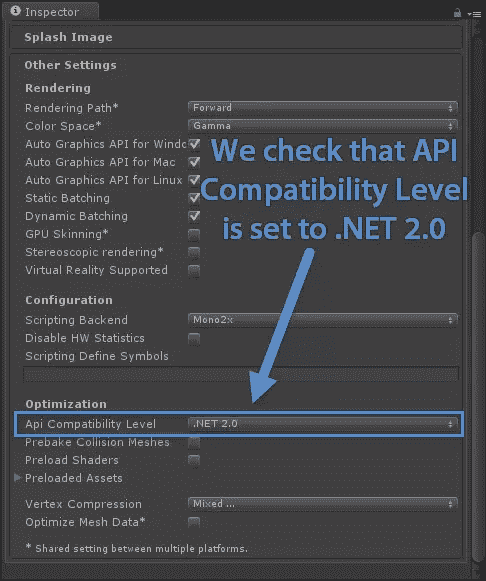 Inspector
Splash Image
Other Settings
Rendering
Rendering Path* Forward
Color Space* Gamma
Auto Graphics API for Windo
Auto Graphics API for Mac
Auto Graphics API for Linux
Static Batching
Dynamic Batching
GPU Skinning*
Stereoscopic rendering*
Virtual Reality Supported
We check that API
Compatibility Level
is set to .NET 2.0
Configuration
Scripting Backend Mono2x
Disable HW Statistics
Scripting Define Symbols
Optimization
Api Compatibility Level .NET 2.0
Prebake Collision Meshes
Preload Shaders
Preloaded Assets
Vertex Compression Mixed ...
Optimize Mesh Data*
* Shared setting between multiple platforms.